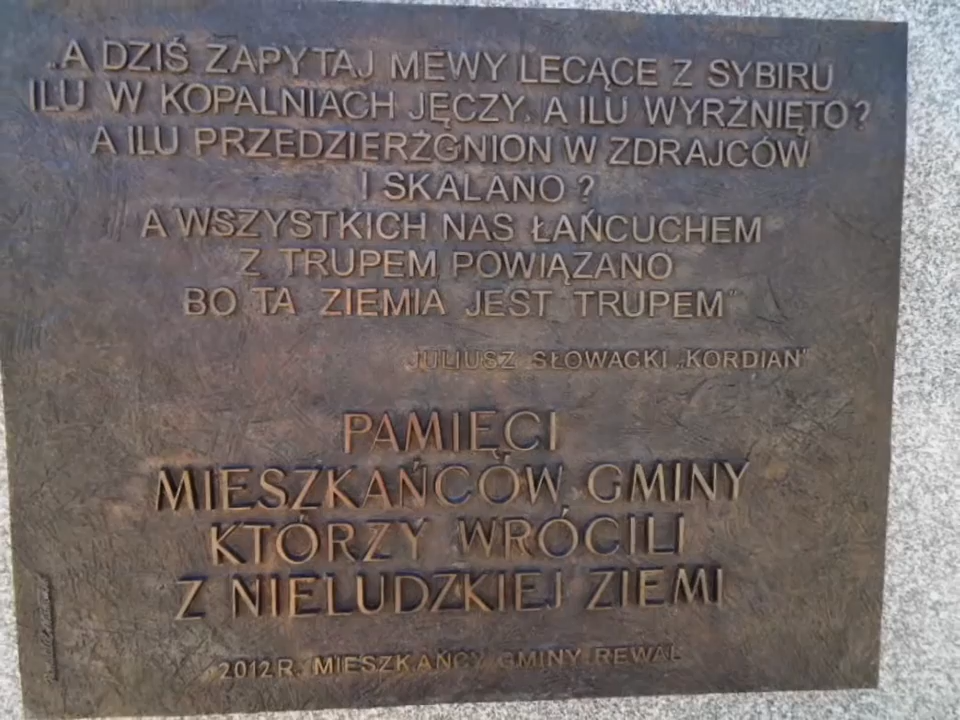 „A DZIŚ ZAPYTAJ MEWY LECĄCE Z SYBIRU
ILU W KOPALNIACH JĘCZY, A ILU WYRŻNIĘTO?
A ILU PRZEDZIERŻGNION W ZDRAJCÓW
I SKALANO?
A WSZYSTKICH NAS ŁAŃCUCHEM
Z TRUPEM POWIĄZANO
BO TA ZIEMIA JEST TRUPEM"
JULIUSZ SŁOWACKI „KORDIAN"
PAMIĘCI
MIESZKAŃCÓW GMINY
KTÓRZY WRÓCILI
Z NIELUDZKIEJ ZIEMI
2012 R. MIESZKAŃCY GMINY REWAL